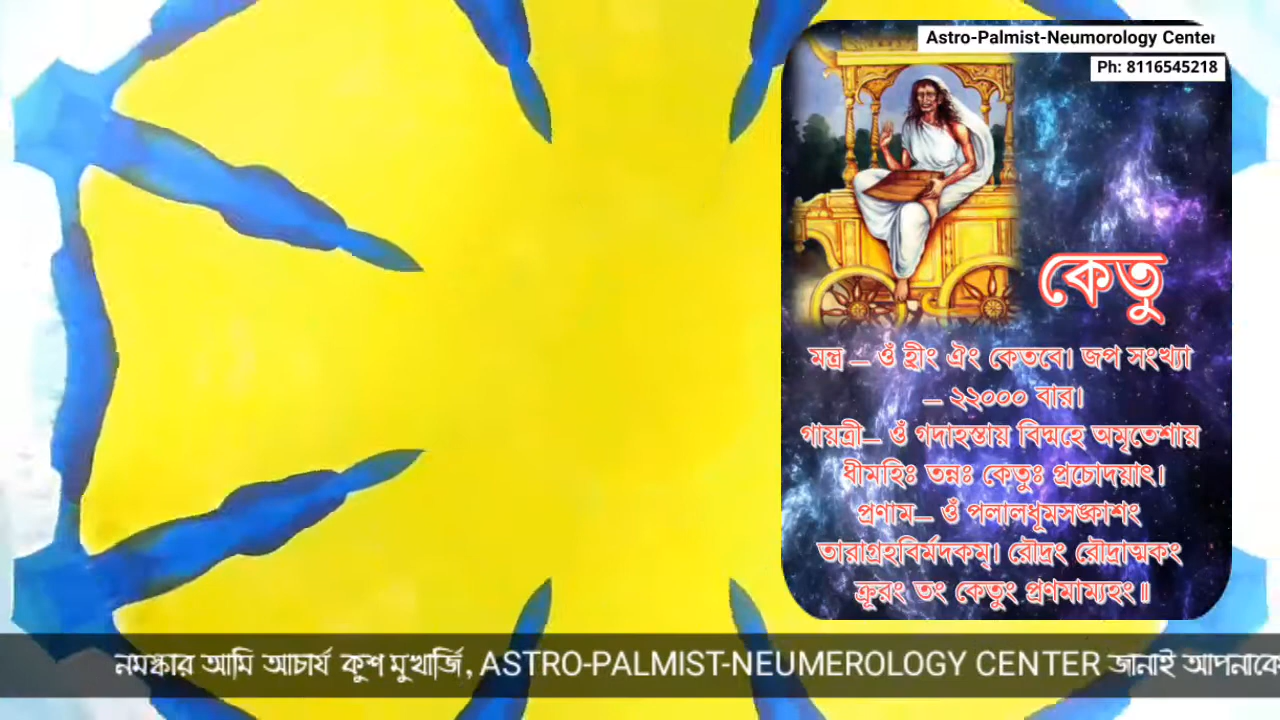 Astro-Palmist-Neumorology Center
Ph: 8116545218
কেতু
মন্ত্র – ওঁ হ্রীং ঐং কেতবে। জপ সংখ্যা
– ২২০০০ বার।
গায়ত্রী– ওঁ গদাহস্তায় বিদ্মহে অমৃতেশায়
ধীমহিঃ তন্নঃ কেতুঃ প্রচোদয়াৎ।
প্রণাম– ওঁ পলালধূমসঙ্কাশং
তারাগ্রহবির্মদকম্। রৌদ্রং রৌদ্রাত্মকং
ক্রূরং তং কেতুং প্রণমাম্যহং॥
নমস্কার আমি আচার্য কুশ মুখার্জি, ASTRO-PALMIST-NEUMEROLOGY CENTER জানাই আপনাকে